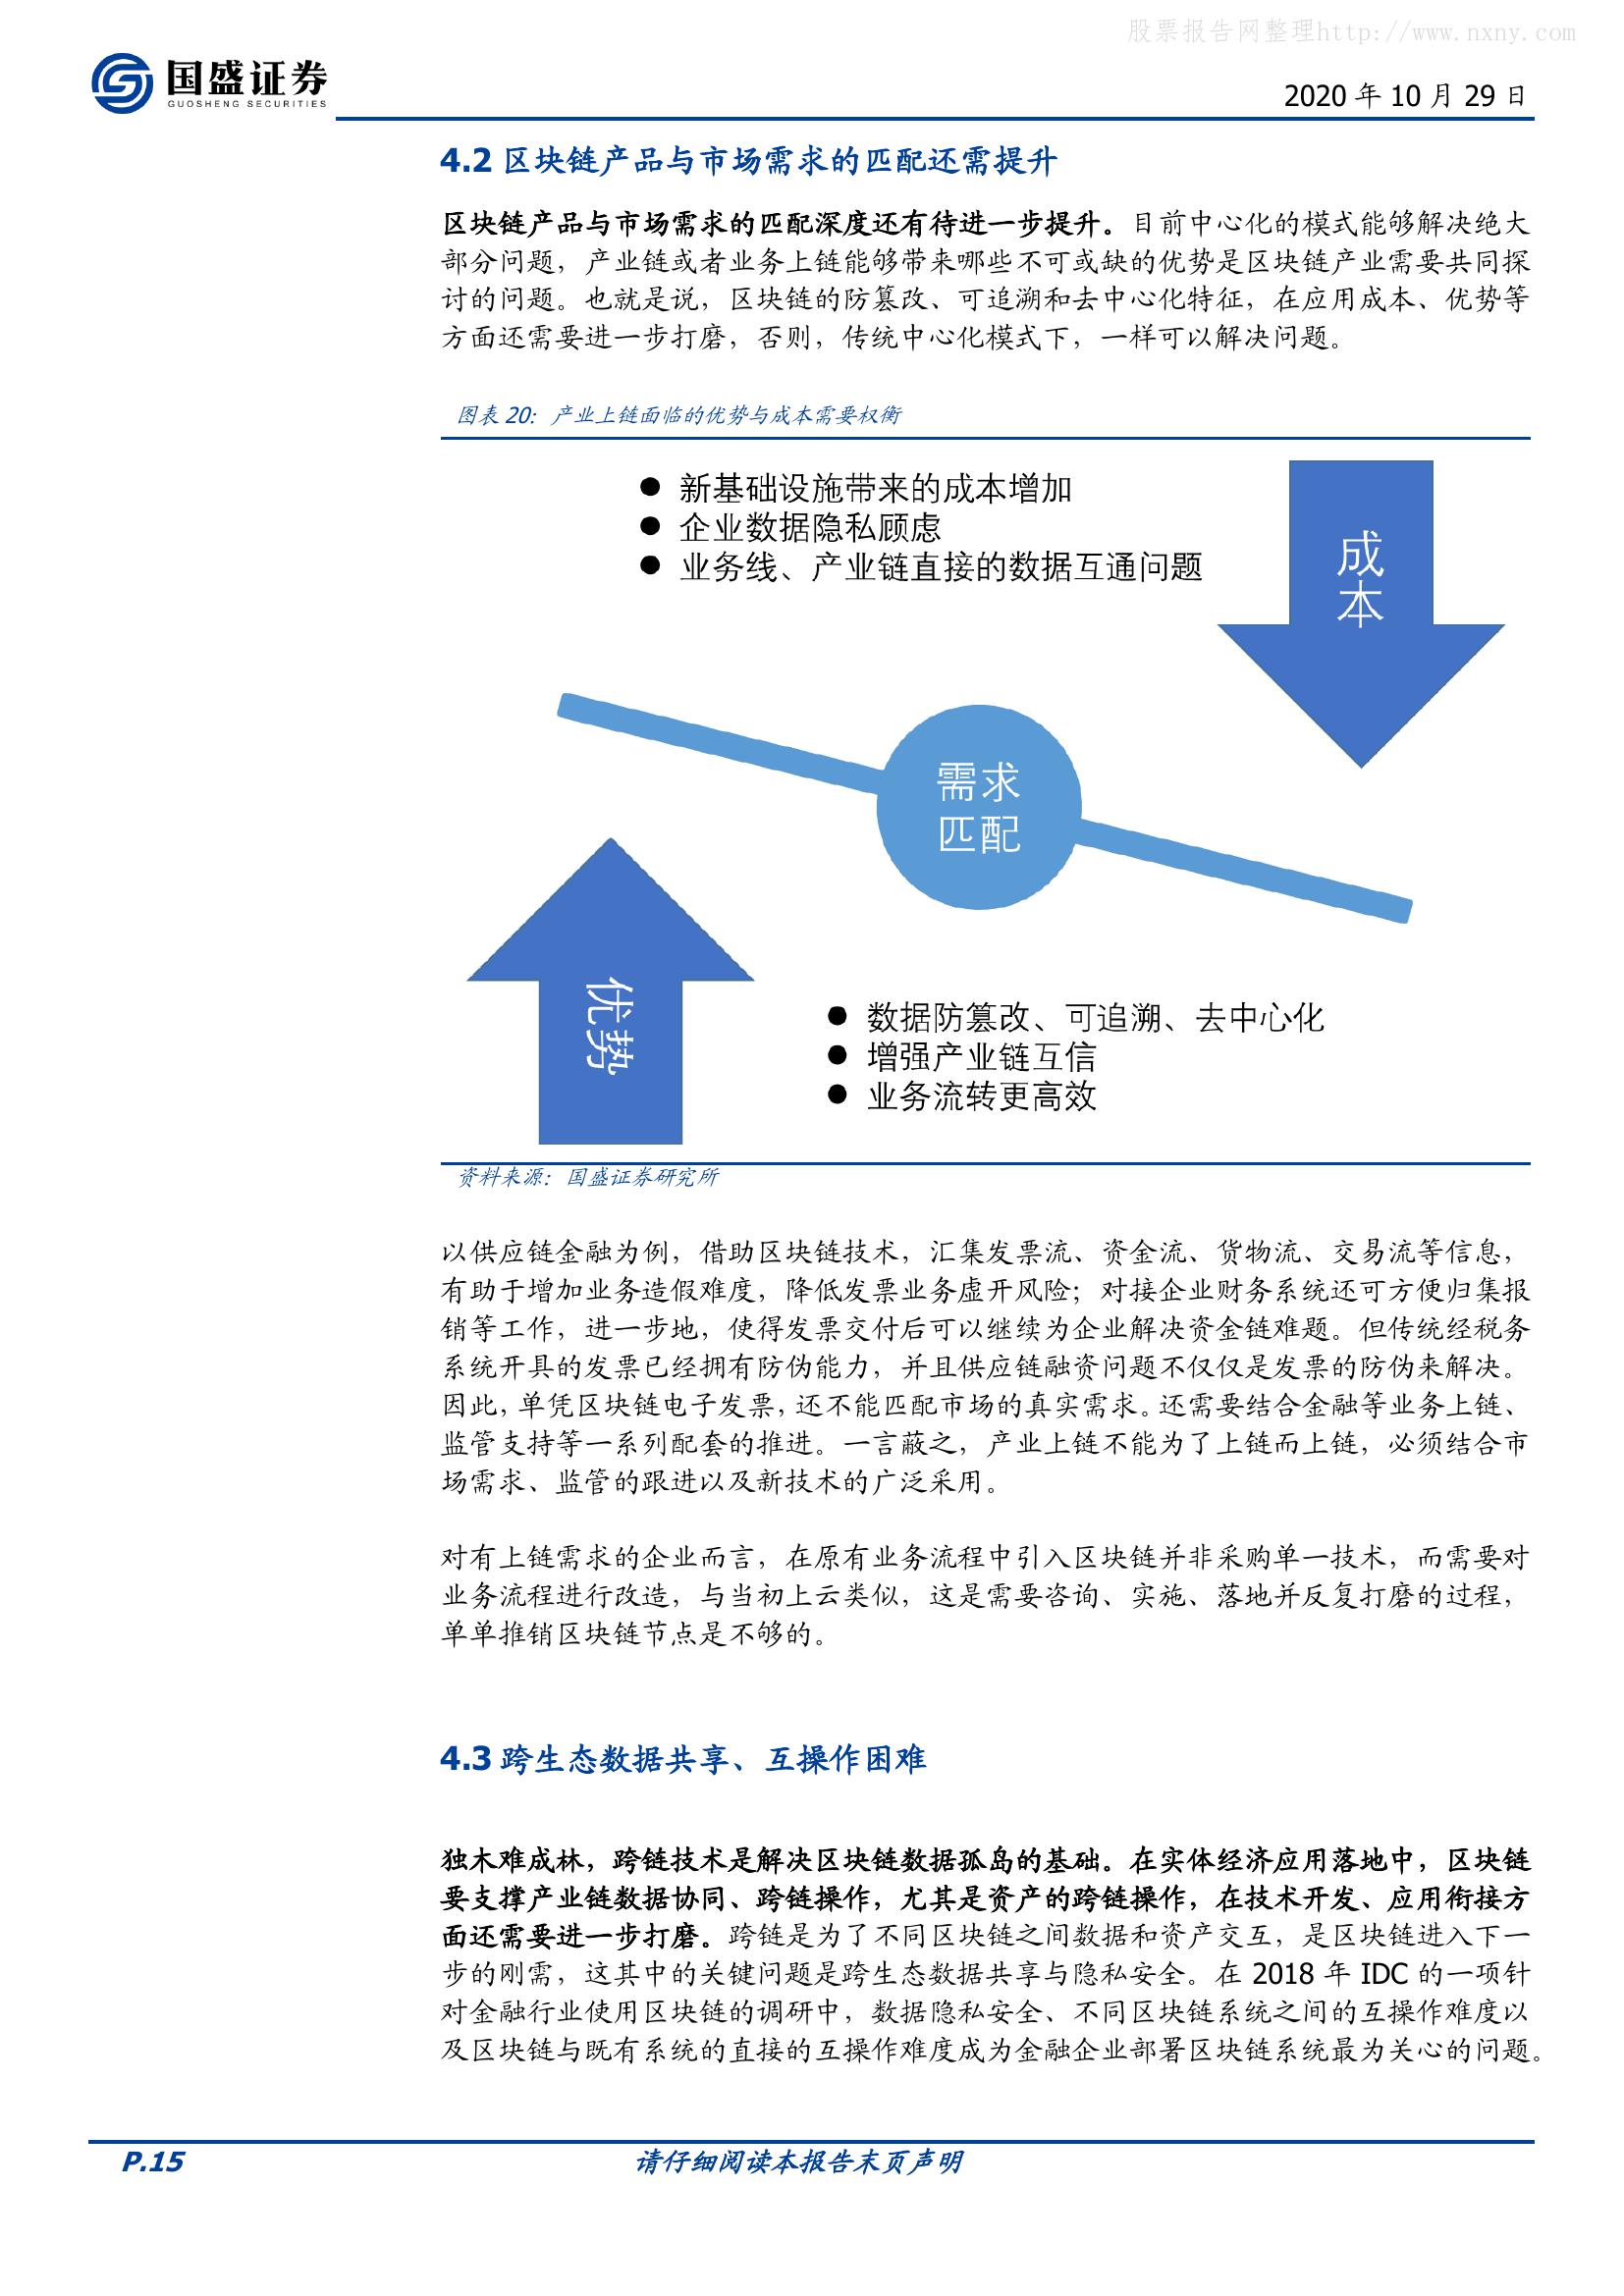 股票报告网整理http://www.nxny.com
国盛证券
GUOSHENG SECURITIES
2020 年 10 月 29 日
4.2 区块链产品与市场需求的匹配还需提升
区块链产品与市场需求的匹配深度还有待进一步提升。目前中心化的模式能够解决绝大
部分问题，产业链或者业务上链能够带来哪些不可或缺的优势是区块链产业需要共同探
讨的问题。也就是说，区块链的防篡改、可追溯和去中心化特征，在应用成本、优势等
方面还需要进一步打磨，否则，传统中心化模式下，一样可以解决问题。
图表 20：产业上链面临的优势与成本需要权衡
● 新基础设施带来的成本增加
● 企业数据隐私顾虑
● 业务线、产业链直接的数据互通问题
成本
需求
匹配
优势
● 数据防篡改、可追溯、去中心化
● 增强产业链互信
● 业务流转更高效
资料来源：国盛证券研究所
以供应链金融为例，借助区块链技术，汇集发票流、资金流、货物流、交易流等信息，
有助于增加业务造假难度，降低发票业务虚开风险；对接企业财务系统还可方便归集报
销等工作，进一步地，使得发票交付后可以继续为企业解决资金链难题。但传统经税务
系统开具的发票已经拥有防伪能力，并且供应链融资问题不仅仅是发票的防伪来解决。
因此，单凭区块链电子发票，还不能匹配市场的真实需求。还需要结合金融等业务上链、
监管支持等一系列配套的推进。一言蔽之，产业上链不能为了上链而上链，必须结合市
场需求、监管的跟进以及新技术的广泛采用。
对有上链需求的企业而言，在原有业务流程中引入区块链并非采购单一技术，而需要对
业务流程进行改造，与当初上云类似，这是需要咨询、实施、落地并反复打磨的过程，
单单推销区块链节点是不够的。
4.3 跨生态数据共享、互操作困难
独木难成林，跨链技术是解决区块链数据孤岛的基础。在实体经济应用落地中，区块链
要支撑产业链数据协同、跨链操作，尤其是资产的跨链操作，在技术开发、应用衔接方
面还需要进一步打磨。跨链是为了不同区块链之间数据和资产交互，是区块链进入下一
步的刚需，这其中的关键问题是跨生态数据共享与隐私安全。在 2018 年 IDC 的一项针
对金融行业使用区块链的调研中，数据隐私安全、不同区块链系统之间的互操作难度以
及区块链与既有系统的直接的互操作难度成为金融企业部署区块链系统最为关心的问题。
P.15
请仔细阅读本报告末页声明